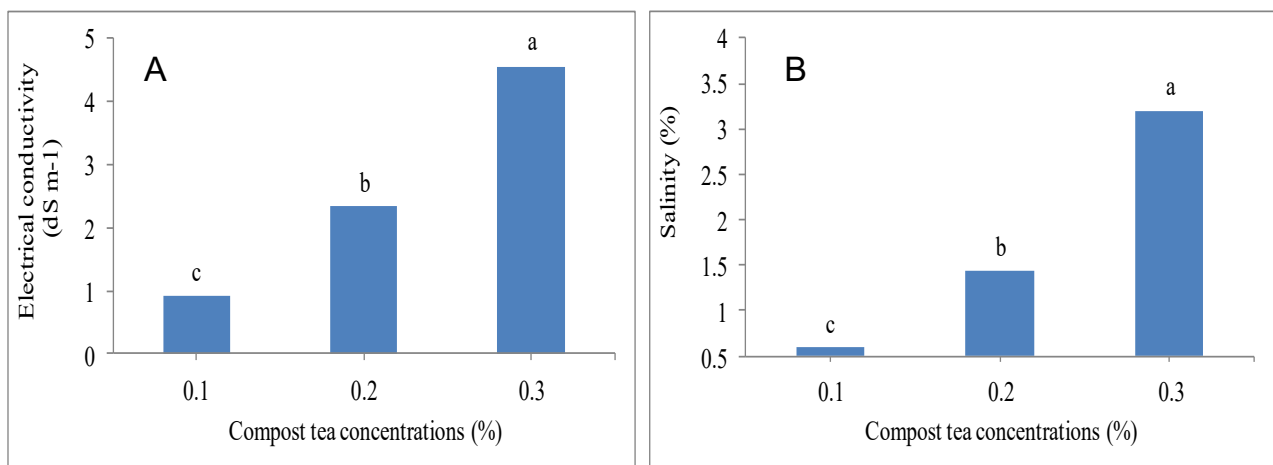 A
Electrical conductivity
(dS m-1)
5
4
3
2
1
0
c
b
a
0.1
0.2
0.3
Compost tea concentrations (%)
B
Salinity (%)
4
3.5
3
2.5
2
1.5
1
0.5
c
b
a
0.1
0.2
0.3
Compost tea concentrations (%)